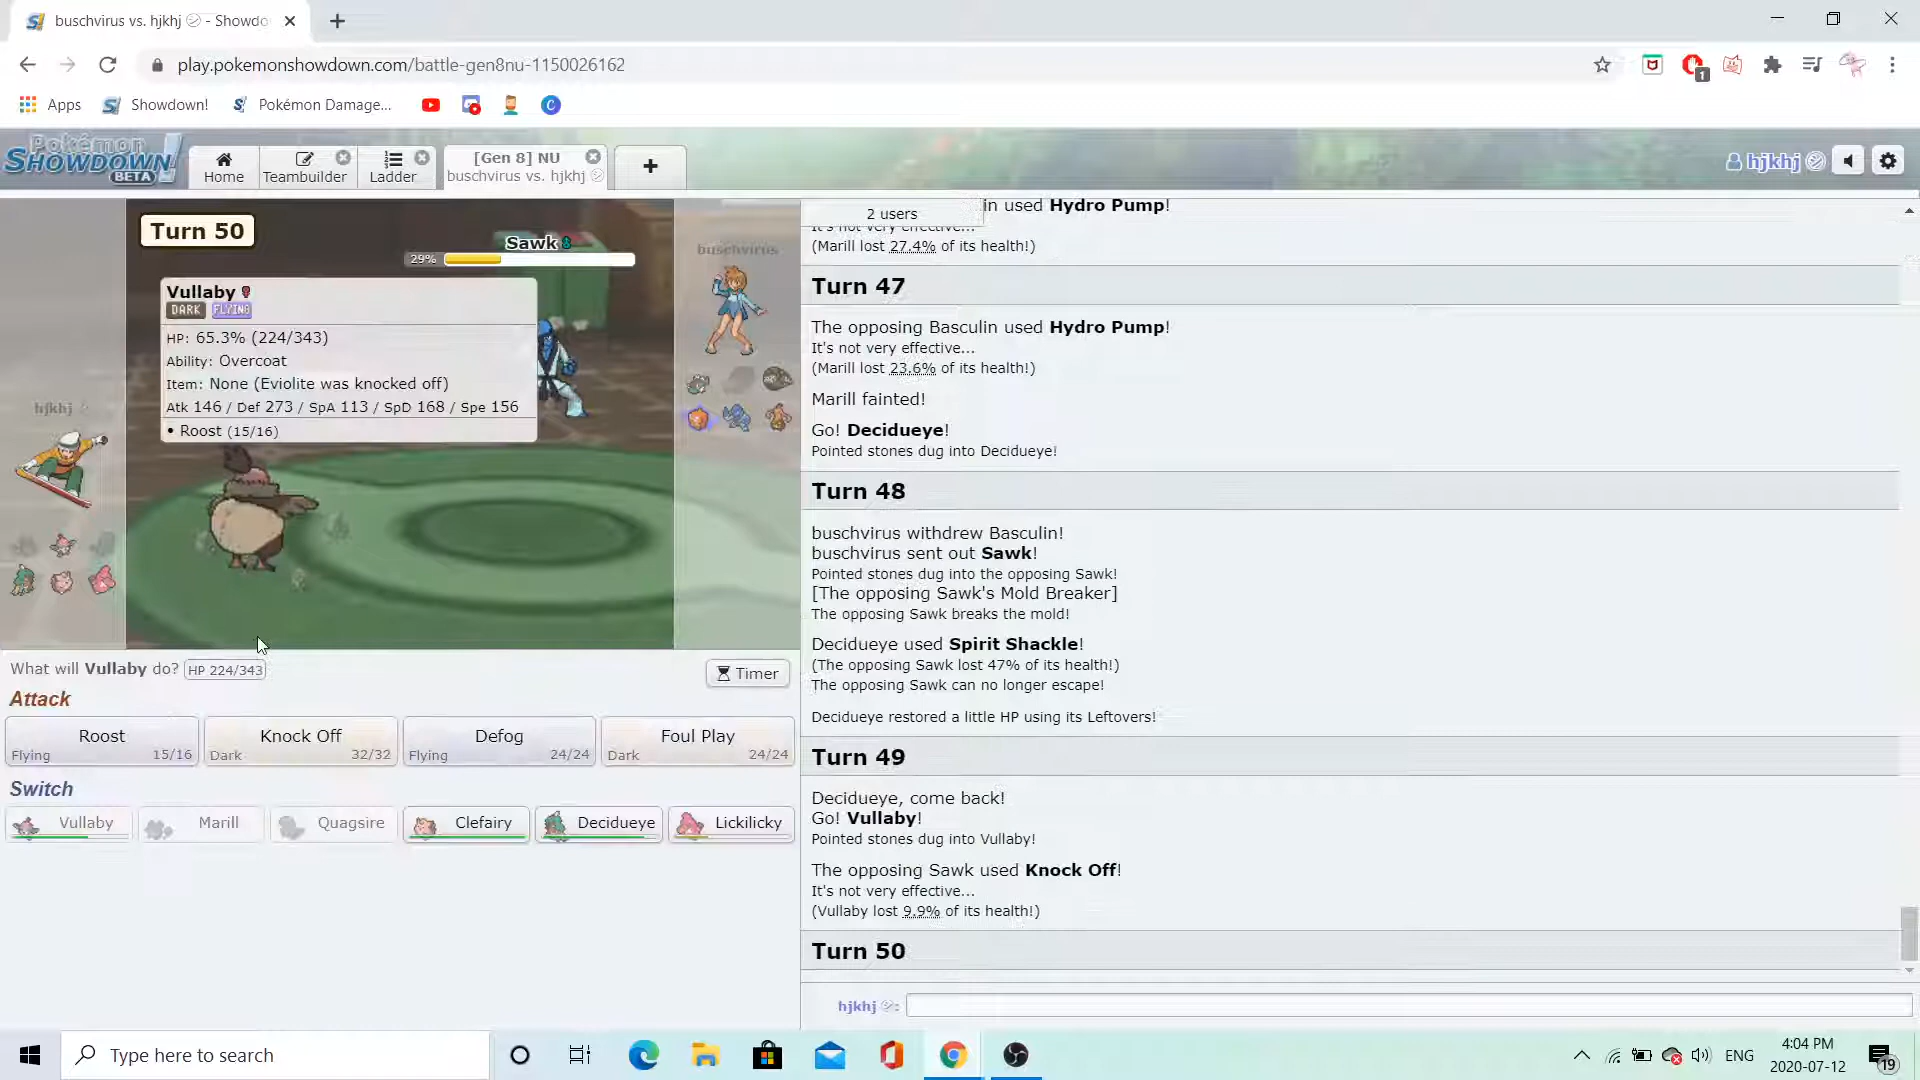 buschvirus vs. hjkhj - Showdo
play.pokemonshowdown.com/battle-gen8nu-1150026162
1
Apps Showdown! Pokémon Damage...
Pokémon
SHOWDOWN!
BETA
Home
Teambuilder
Ladder
[Gen 8] NU
buschvirus vs. hjkhj
hjkhj
Turn 50
Sawk
29%
buschvirus
Vullaby
DARK FLYING
HP: 65.3% (224/343)
Ability: Overcoat
Item: None (Eviolite was knocked off)
Atk 146 / Def 273 / SpA 113 / SpD 168 / Spe 156
• Roost (15/16)
hjkhj
What will Vullaby do? HP 224/343
Timer
Attack
Roost
Flying 15/16
Knock Off
Dark 32/32
Defog
Flying 24/24
Foul Play
Dark 24/24
Switch
Vullaby Marill Quagsire Clefairy Decidueye Lickilicky
2 users
in used Hydro Pump!
It's not very effective...
(Marill lost 27.4% of its health!)
Turn 47
The opposing Basculin used Hydro Pump!
It's not very effective...
(Marill lost 23.6% of its health!)
Marill fainted!
Go! Decidueye!
Pointed stones dug into Decidueye!
Turn 48
buschvirus withdrew Basculin!
buschvirus sent out Sawk!
Pointed stones dug into the opposing Sawk!
[The opposing Sawk's Mold Breaker]
The opposing Sawk breaks the mold!
Decidueye used Spirit Shackle!
(The opposing Sawk lost 47% of its health!)
The opposing Sawk can no longer escape!
Decidueye restored a little HP using its Leftovers!
Turn 49
Decidueye, come back!
Go! Vullaby!
Pointed stones dug into Vullaby!
The opposing Sawk used Knock Off!
It's not very effective...
(Vullaby lost 9.9% of its health!)
Turn 50
hjkhj :
Type here to search
ENG
4:04 PM
2020-07-12
19